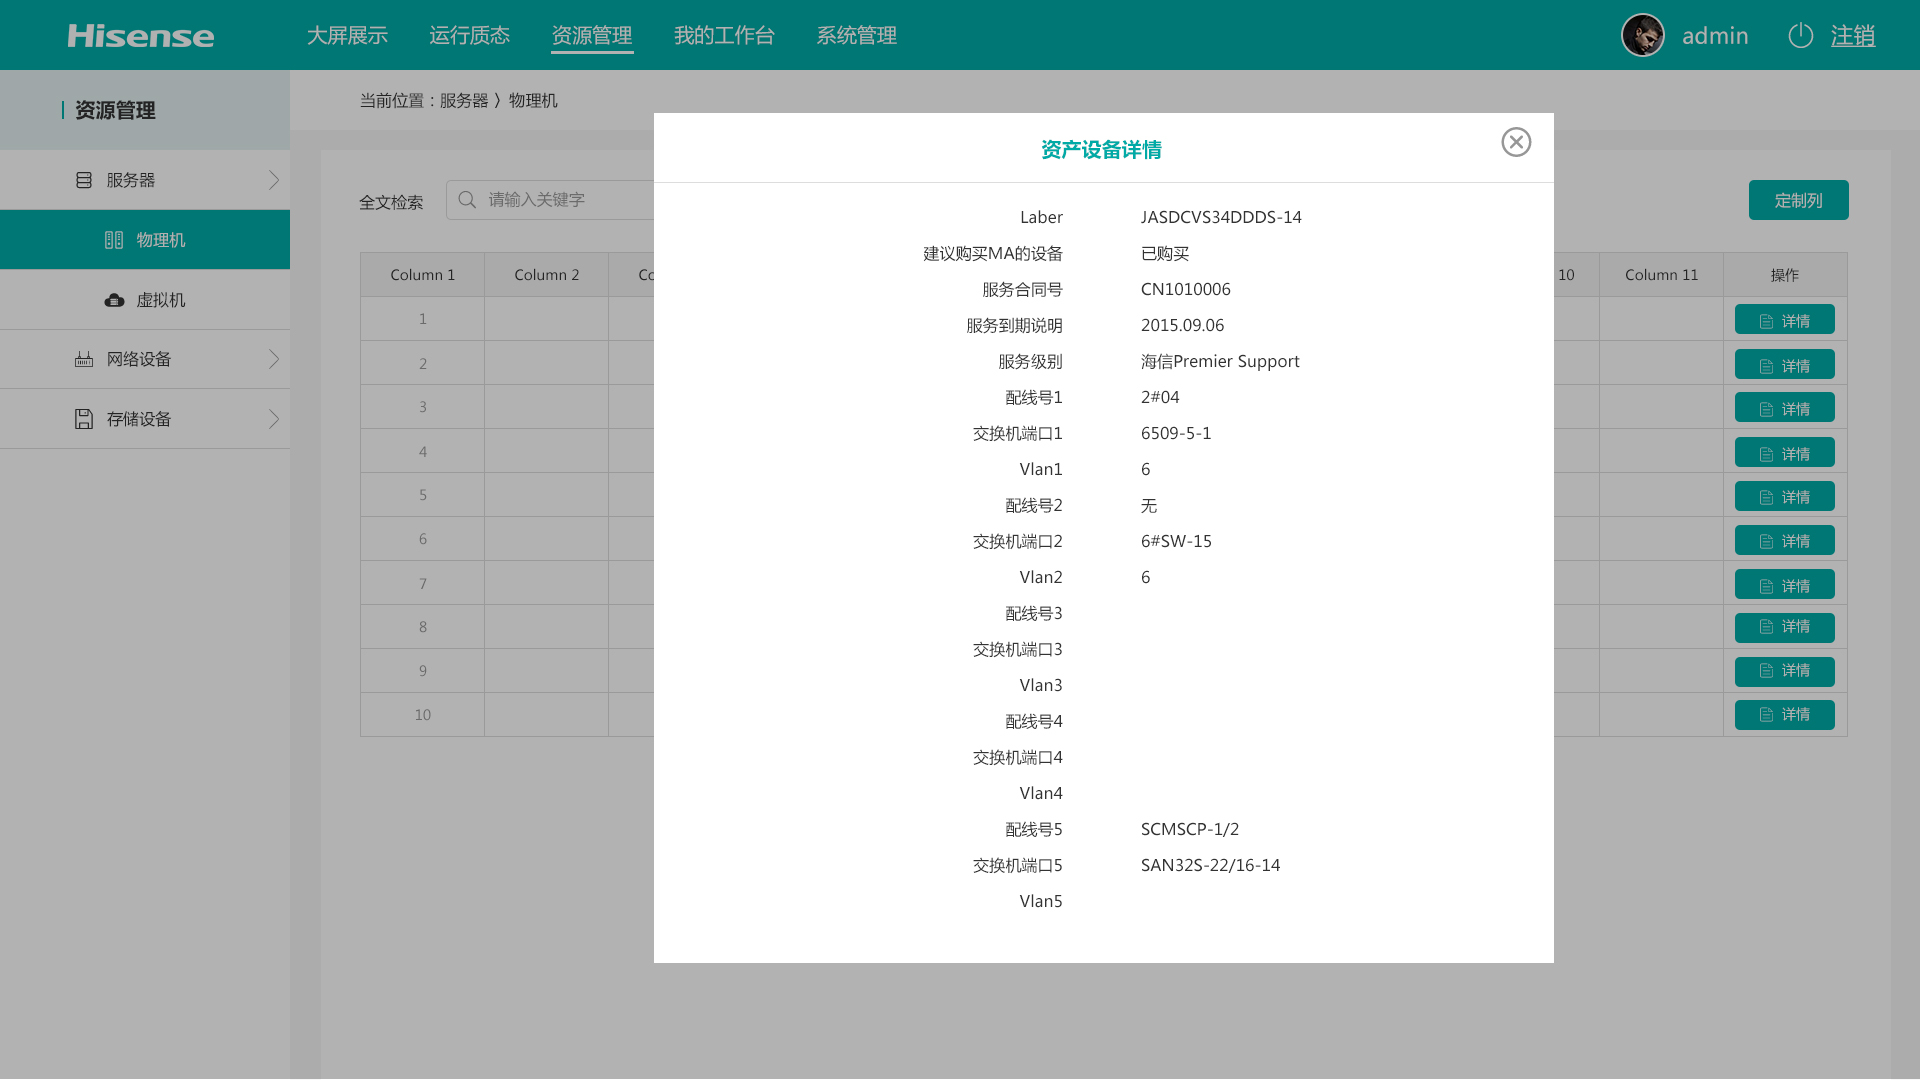 Hisense 大屏展示 运行质态 资源管理 我的工作台 系统管理 admin 注销
资源管理
服务器
物理机
虚拟机
网络设备
存储设备
当前位置：服务器 〉物理机
全文检索 请输入关键字 定制列
Column 1 Column 2 Co 10 Column 11 操作
1 详情
2 详情
3 详情
4 详情
5 详情
6 详情
7 详情
8 详情
9 详情
10 详情
资产设备详情
Laber JASDCVS34DDDS-14
建议购买MA的设备 已购买
服务合同号 CN1010006
服务到期说明 2015.09.06
服务级别 海信Premier Support
配线号1 2#04
交换机端口1 6509-5-1
Vlan1 6
配线号2 无
交换机端口2 6#SW-15
Vlan2 6
配线号3
交换机端口3
Vlan3
配线号4
交换机端口4
Vlan4
配线号5 SCMSCP-1/2
交换机端口5 SAN32S-22/16-14
Vlan5